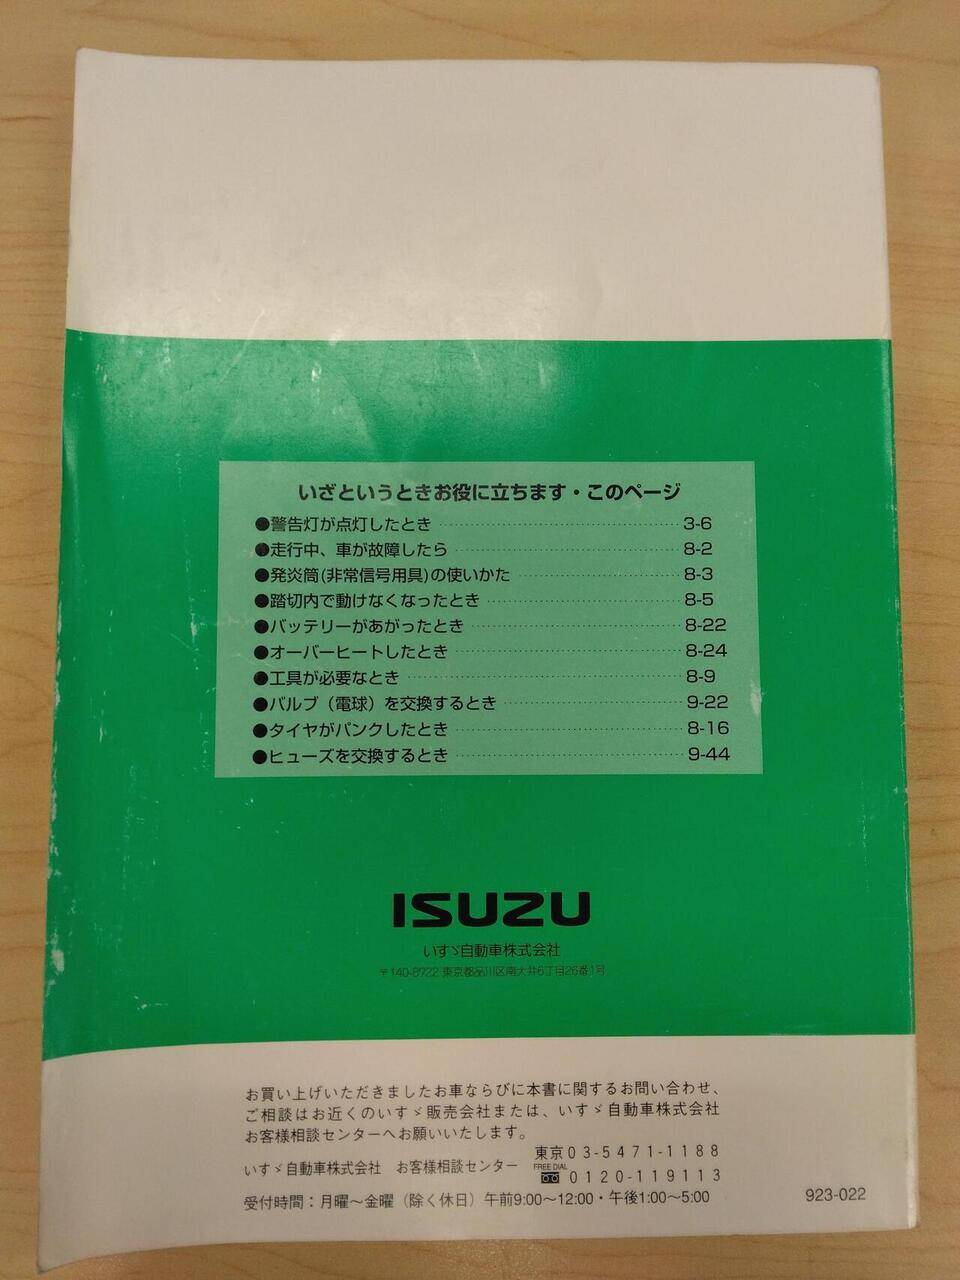 いざというときお役に立ちます・このページ
●警告灯が点灯したとき 3-6
●走行中、車が故障したら 8-2
●発炎筒(非常信号用具)の使いかた 8-3
●踏切内で動けなくなったとき 8-5
●バッテリーがあがったとき 8-22
●オーバーヒートしたとき 8-24
●工具が必要なとき 8-9
●バルブ（電球）を交換するとき 9-22
●タイヤがパンクしたとき 8-16
●ヒューズを交換するとき 9-44
ISUZU
いすゞ自動車株式会社
〒140-8722 東京都品川区南大井6丁目26番1号
お買い上げいただきましたお車ならびに本書に関するお問い合わせ、
ご相談はお近くのいすゞ販売会社または、いすゞ自動車株式会社
お客様相談センターへお願いいたします。
いすゞ自動車株式会社 お客様相談センター
東京03-5471-1188
FREE DIAL
0120-119113
受付時間：月曜～金曜（除く休日）午前9:00～12:00・午後1:00～5:00
923-022